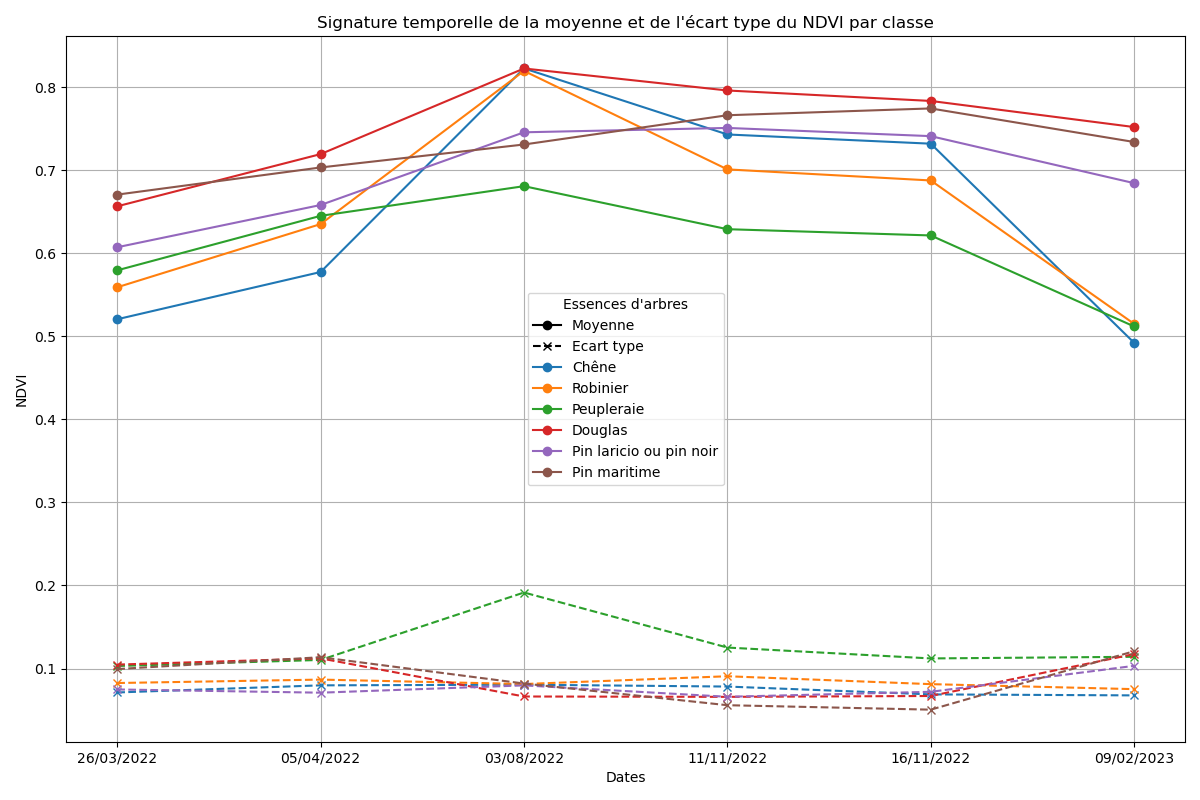 Signature temporelle de la moyenne et de l'écart type du NDVI par classe
0.8
0.7
0.6
0.5
0.4
0.3
0.2
0.1
NDVI
Essences d'arbres
Moyenne
Ecart type
Chêne
Robinier
Peupleraie
Douglas
Pin laricio ou pin noir
Pin maritime
26/03/2022 05/04/2022 03/08/2022 11/11/2022 16/11/2022 09/02/2023
Dates